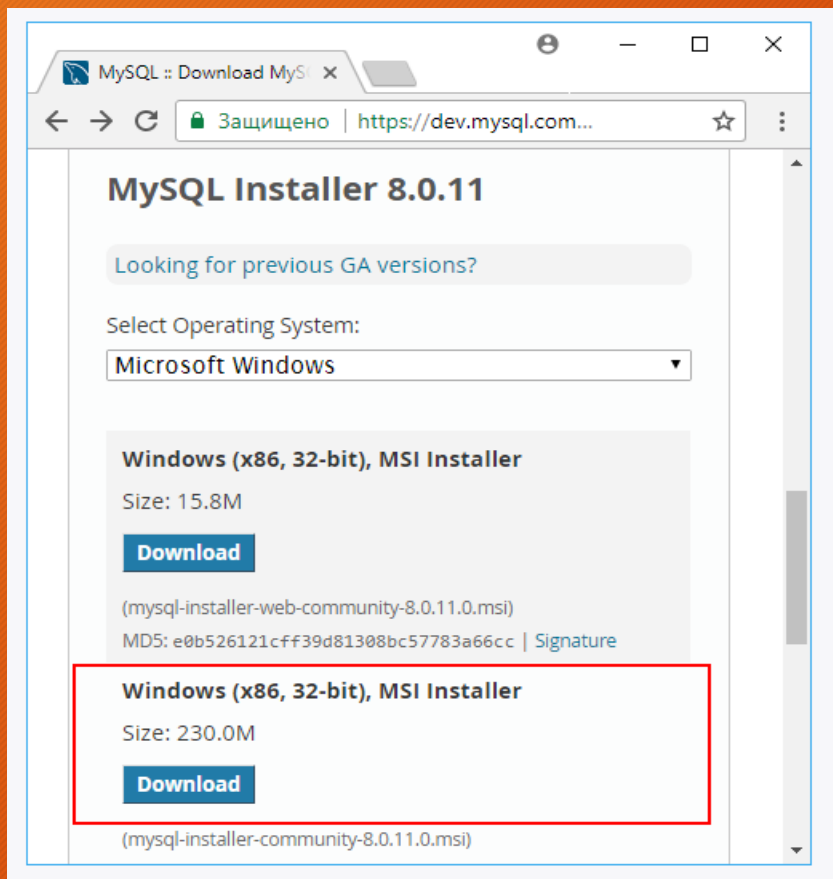 MySQL :: Download MyS
Защищено | https://dev.mysql.com...
MySQL Installer 8.0.11
Looking for previous GA versions?
Select Operating System:
Microsoft Windows
Windows (x86, 32-bit), MSI Installer
Size: 15.8M
Download
(mysql-installer-web-community-8.0.11.0.msi)
MD5: e0b526121cff39d81308bc57783a66cc | Signature
Windows (x86, 32-bit), MSI Installer
Size: 230.0M
Download
(mysql-installer-community-8.0.11.0.msi)